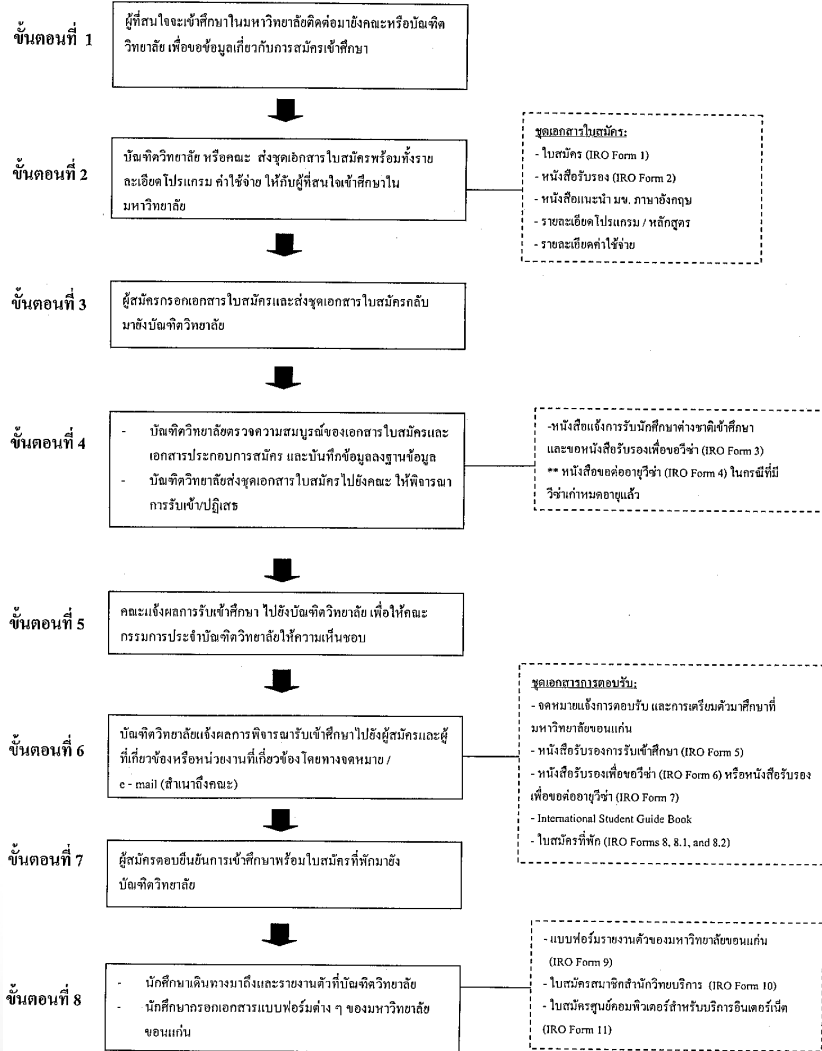 ขั้นตอนที่ 1
ผู้ที่สนใจจะเข้าศึกษาในมหาวิทยาลัยติดต่อมายังคณะหรือบัณฑิต
วิทยาลัย เพื่อขอข้อมูลเกี่ยวกับการสมัครเข้าศึกษา
ขั้นตอนที่ 2
บัณฑิตวิทยาลัย หรือคณะ ส่งชุดเอกสารใบสมัครพร้อมทั้งราย
ละเอียดโปรแกรม ค่าใช้จ่าย ให้กับผู้ที่สนใจเข้าศึกษาใน
มหาวิทยาลัย
ชุดเอกสารใบสมัคร:
- ใบสมัคร (IRO Form 1)
- หนังสือรับรอง (IRO Form 2)
- หนังสือแนะนำ มข. ภาษาอังกฤษ
- รายละเอียดโปรแกรม / หลักสูตร
- รายละเอียดค่าใช้จ่าย
ขั้นตอนที่ 3
ผู้สมัครกรอกเอกสารใบสมัครและส่งชุดเอกสารใบสมัครกลับ
มายังบัณฑิตวิทยาลัย
ขั้นตอนที่ 4
- บัณฑิตวิทยาลัยตรวจความสมบูรณ์ของเอกสารใบสมัครและ
เอกสารประกอบการสมัคร และบันทึกข้อมูลลงฐานข้อมูล
- บัณฑิตวิทยาลัยส่งชุดเอกสารใบสมัครไปยังคณะ ให้พิจารณา
การรับเข้า/ปฏิเสธ
-หนังสือแจ้งการรับนักศึกษาต่างชาติเข้าศึกษา
และขอหนังสือรับรองเพื่อขอวีซ่า (IRO Form 3)
** หนังสือขอต่ออายุวีซ่า (IRO Form 4) ในกรณีที่มี
วีซ่าเก่าหมดอายุแล้ว
ขั้นตอนที่ 5
คณะแจ้งผลการรับเข้าศึกษา ไปยังบัณฑิตวิทยาลัย เพื่อให้คณะ
กรรมการประจำบัณฑิตวิทยาลัยให้ความเห็นชอบ
ขั้นตอนที่ 6
บัณฑิตวิทยาลัยแจ้งผลการพิจารณารับเข้าศึกษาไปยังผู้สมัครและผู้
ที่เกี่ยวข้องหรือหน่วยงานที่เกี่ยวข้องโดยทางจดหมาย /
e - mail (สำเนาถึงคณะ)
ชุดเอกสารการตอบรับ:
- จดหมายแจ้งการตอบรับ และการเตรียมตัวมาศึกษาที่
มหาวิทยาลัยขอนแก่น
- หนังสือรับรองการรับเข้าศึกษา (IRO Form 5)
- หนังสือรับรองเพื่อขอวีซ่า (IRO Form 6) หรือหนังสือรับรอง
เพื่อขอต่ออายุวีซ่า (IRO Form 7)
- International Student Guide Book
- ใบสมัครที่พัก (IRO Forms 8, 8.1, and 8.2)
ขั้นตอนที่ 7
ผู้สมัครตอบยืนยันการเข้าศึกษาพร้อมใบสมัครที่พักมายัง
บัณฑิตวิทยาลัย
ขั้นตอนที่ 8
- นักศึกษาเดินทางมาถึงและรายงานตัวที่บัณฑิตวิทยาลัย
- นักศึกษากรอกเอกสารแบบฟอร์มต่าง ๆ ของมหาวิทยาลัย
ขอนแก่น
- แบบฟอร์มรายงานตัวของมหาวิทยาลัยขอนแก่น
(IRO Form 9)
- ใบสมัครสมาชิกสำนักวิทยบริการ (IRO Form 10)
- ใบสมัครศูนย์คอมพิวเตอร์สำหรับบริการอินเตอร์เน็ต
(IRO Form 11)